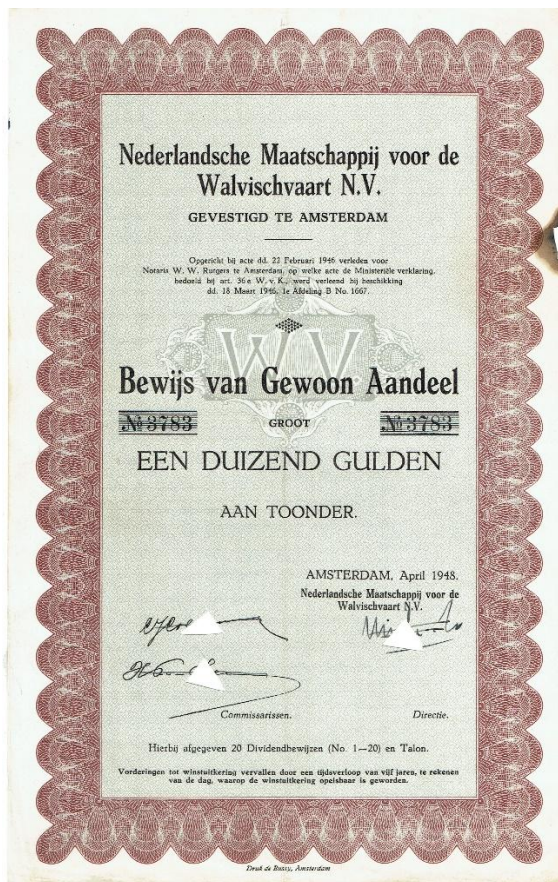 Nederlandsche Maatschappij voor de
Walvischvaart N.V.
GEVESTIGD TE AMSTERDAM
Opgericht bij acte dd. 22 Februari 1946 verleden voor
Notaris W. W. Rutgers te Amsterdam, op welke acte de Ministeriële verklaring,
bedoeld bij art. 36e W. v. K., werd verleend bij beschikking
dd. 18 Maart 1946, 1e Afdeling B No. 1667.
WV
Bewijs van Gewoon Aandeel
№ 3783 GROOT № 3783
EEN DUIZEND GULDEN
AAN TOONDER.
AMSTERDAM, April 1948.
Nederlandsche Maatschappij voor de
Walvischvaart N.V.
Commissarissen. Directie.
Hierbij afgegeven 20 Dividendbewijzen (No. 1—20) en Talon.
Vorderingen tot winstuitkering vervallen door een tijdsverloop van vijf jaren, te rekenen
van de dag, waarop de winstuitkering opeisbaar is geworden.
Druk de Bussy, Amsterdam